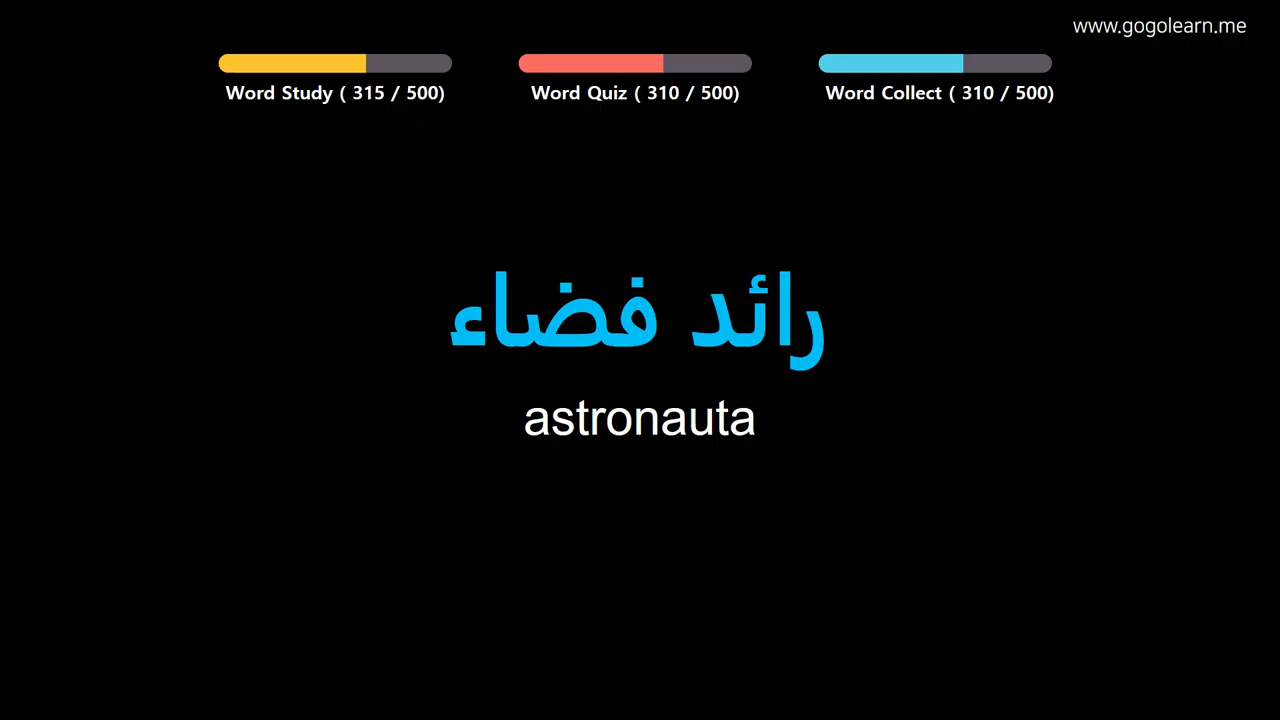 www.gogolearn.me
Word Study ( 315 / 500)
Word Quiz ( 310 / 500)
Word Collect ( 310 / 500)
رائد فضاء
astronauta